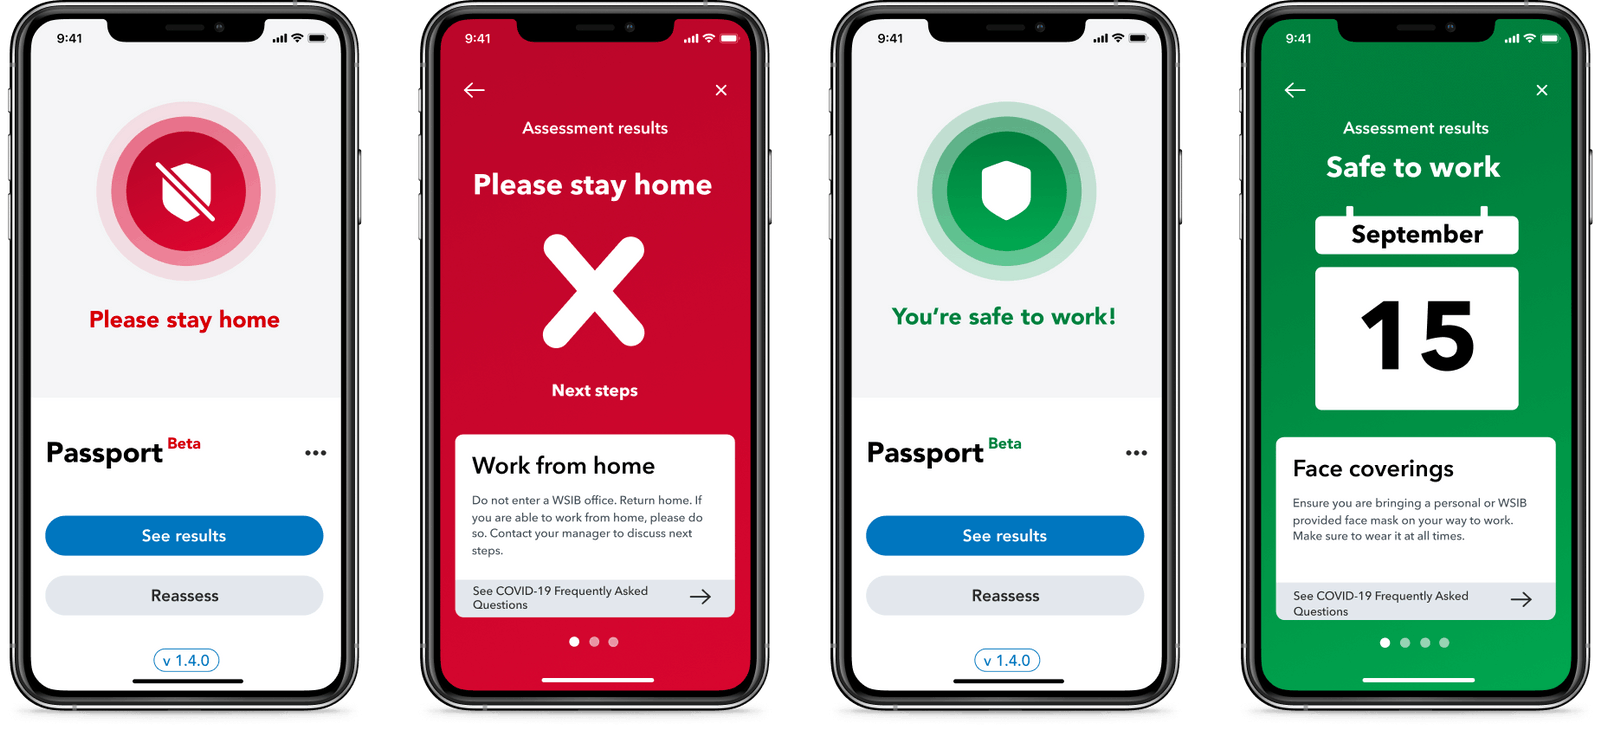 9:41
Please stay home
Passport Beta
See results
Reassess
v 1.4.0
9:41
Assessment results
Please stay home
Next steps
Work from home
Do not enter a WSIB office. Return home. If
you are able to work from home, please do
so. Contact your manager to discuss next
steps.
See COVID-19 Frequently Asked
Questions
9:41
You’re safe to work!
Passport Beta
See results
Reassess
v 1.4.0
9:41
Assessment results
Safe to work
September
15
Face coverings
Ensure you are bringing a personal or WSIB
provided face mask on your way to work.
Make sure to wear it at all times.
See COVID-19 Frequently Asked
Questions